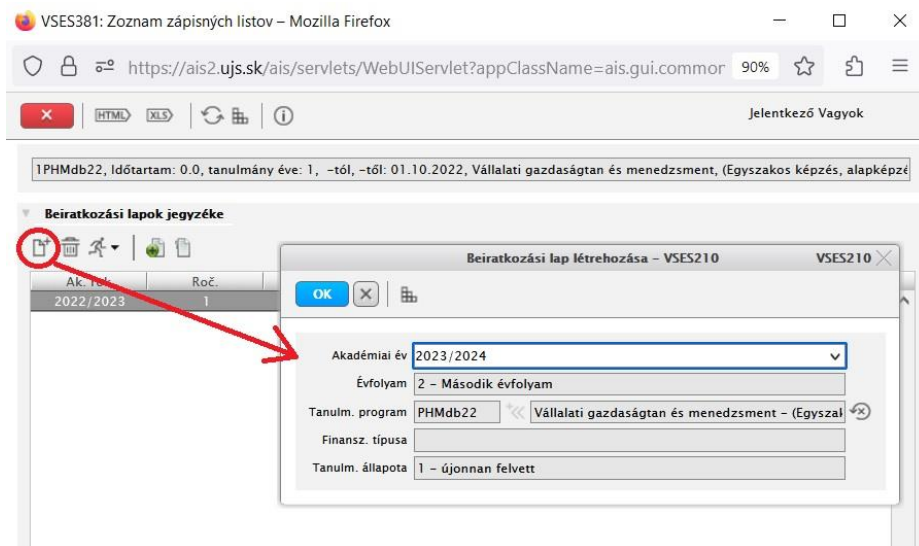 VSES381: Zoznam zápisných listov – Mozilla Firefox
https://ais2.ujs.sk/ais/servlets/WebUIServlet?appClassName=ais.gui.commor 90%
HTML XLS Jelentkező Vagyok
1PHMdb22, Időtartam: 0.0, tanulmány éve: 1, -tól, -től: 01.10.2022, Vállalati gazdaságtan és menedzsment, (Egyszakos képzés, alapképzé
Beiratkozási lapok jegyzéke
Beiratkozási lap létrehozása – VSES210 VSES210
Ak. rok Roč.
2022/2023 1
OK
Akadémiai év 2023/2024
Évfolyam 2 – Második évfolyam
Tanulm. program PHMdb22 Vállalati gazdaságtan és menedzsment – (Egyszak
Finansz. típusa
Tanulm. állapota 1 – újonnan felvett